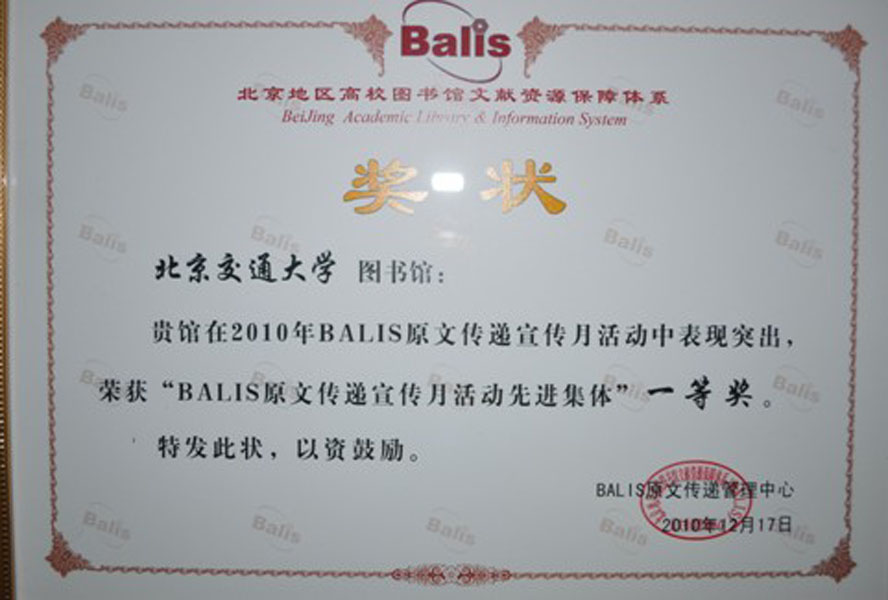 Balis
北京地区高校图书馆文献资源保障体系
BeiJing Academic Library & Information System
奖 状
北京交通大学 图书馆：
贵馆在2010年BALIS原文传递宣传月活动中表现突出，
荣获“BALIS原文传递宣传月活动先进集体”一等奖。
特发此状，以资鼓励。
BALIS原文传递管理中心
2010年12月17日